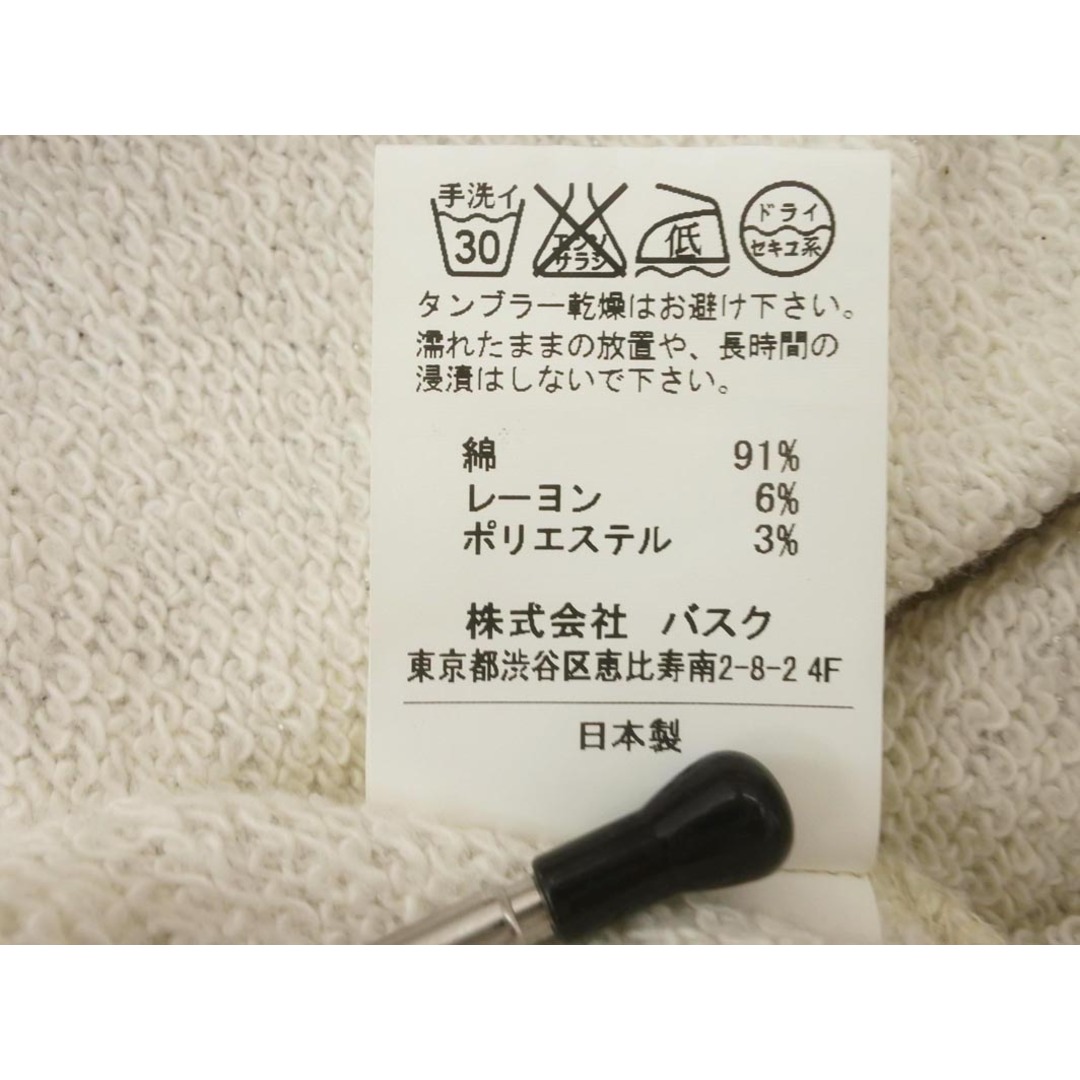 手洗イ
30
エンソ
サラシ
低
ドライ
セキユ系
タンブラー乾燥はお避け下さい。
濡れたままの放置や、長時間の
浸漬はしないで下さい。
綿 91%
レーヨン 6%
ポリエステル 3%
株式会社 バスク
東京都渋谷区恵比寿南2-8-2 4F
日本製